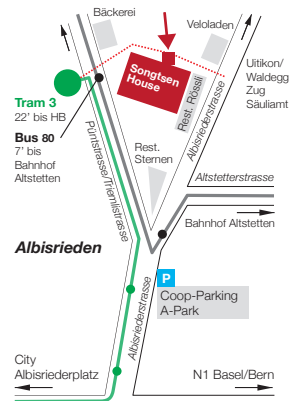 Bäckerei
Veloladen
Songtsen
House
Rest. Rössli
Utikon/
Waldegg
Zug
Säuliamt
Albisriederstrasse
Tram 3
22’ bis HB
Bus 80
7’ bis
Bahnhof
Altstetten
Püntstrasse/Triemlistrasse
Rest.
Sternen
Altstetterstrasse
Bahnhof Altstetten
Albisrieden
P
Coop-Parking
A-Park
Albisriederstrasse
City
Albisriederplatz
N1 Basel/Bern